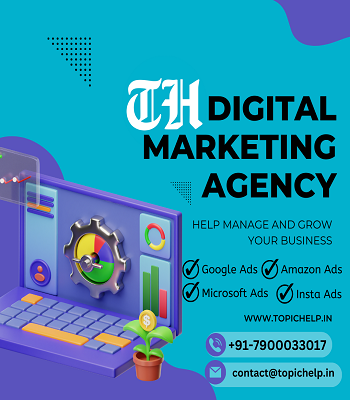 TH DIGITAL
MARKETING
AGENCY
HELP MANAGE AND GROW
YOUR BUSINESS
Google Ads Amazon Ads
Microsoft Ads Insta Ads
WWW.TOPICHELP.IN
+91-7900033017
contact@topichelp.in